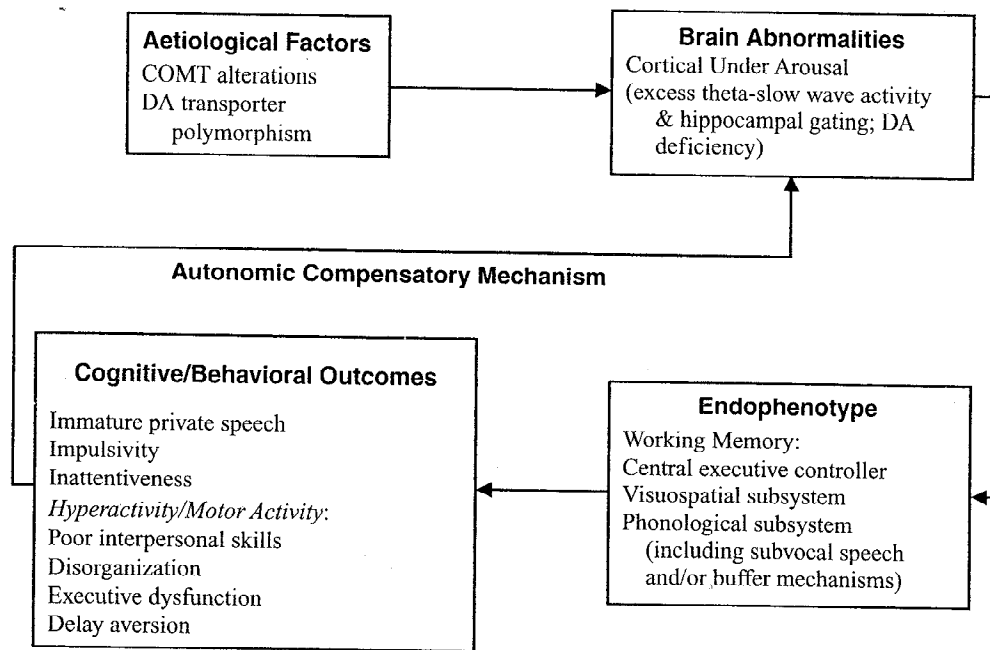 Aetiological Factors
COMT alterations
DA transporter
polymorphism
Brain Abnormalities
Cortical Under Arousal
(excess theta-slow wave activity
& hippocampal gating; DA
deficiency)
Autonomic Compensatory Mechanism
Cognitive/Behavioral Outcomes
Immature private speech
Impulsivity
Inattentiveness
Hyperactivity/Motor Activity:
Poor interpersonal skills
Disorganization
Executive dysfunction
Delay aversion
Endophenotype
Working Memory:
Central executive controller
Visuospatial subsystem
Phonological subsystem
(including subvocal speech
and/or buffer mechanisms)